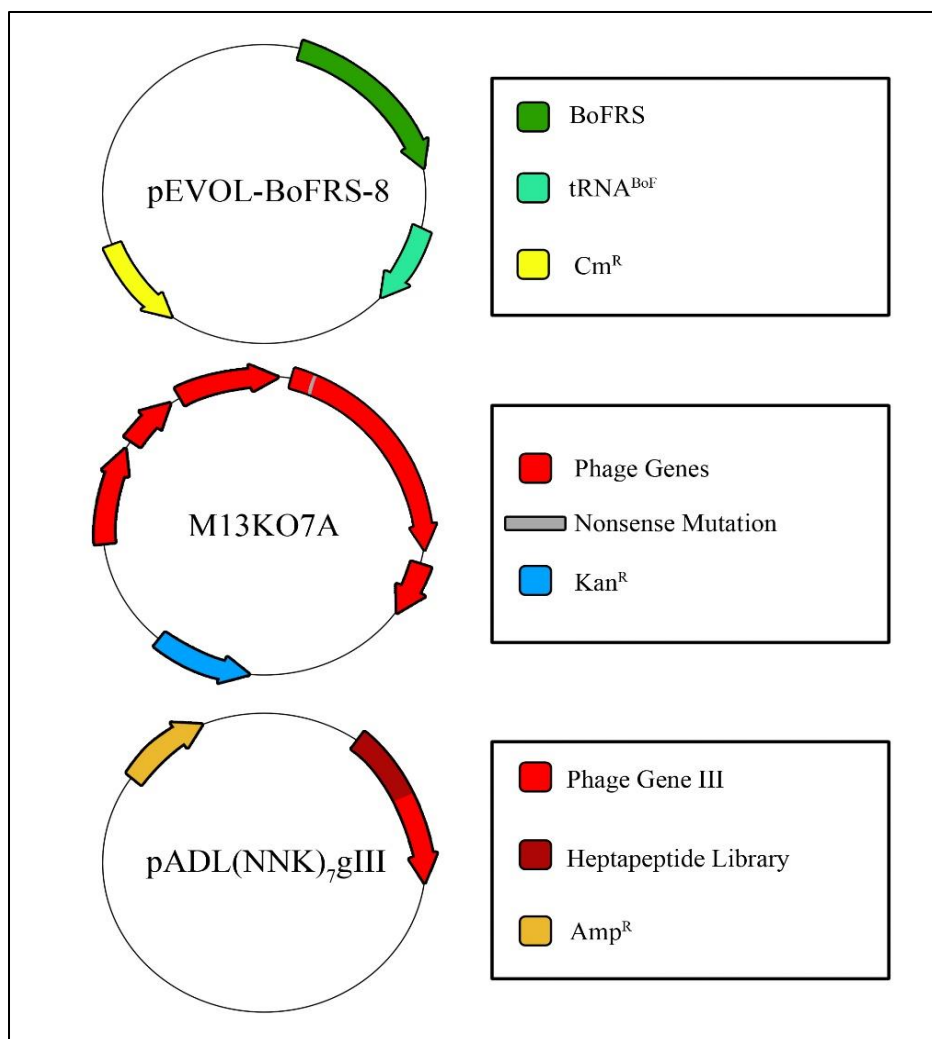 pEVOL-BoFRS-8
BoFRS
tRNAᴮᵒF
Cmᴿ
M13KO7A
Phage Genes
Nonsense Mutation
Kanᴿ
pADL(NNK)₇gIII
Phage Gene III
Heptapeptide Library
Ampᴿ